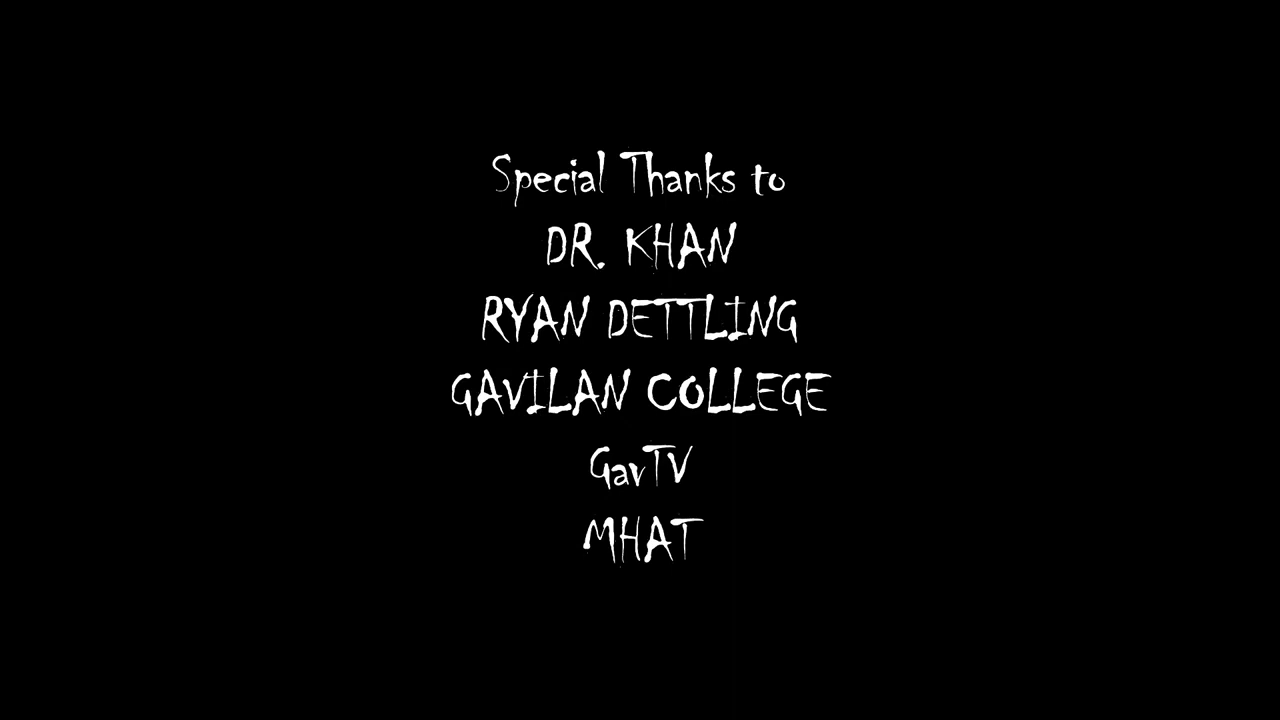 Special Thanks to
DR. KHAN
RYAN DETTLING
GAVILAN COLLEGE
GavTV
MHAT